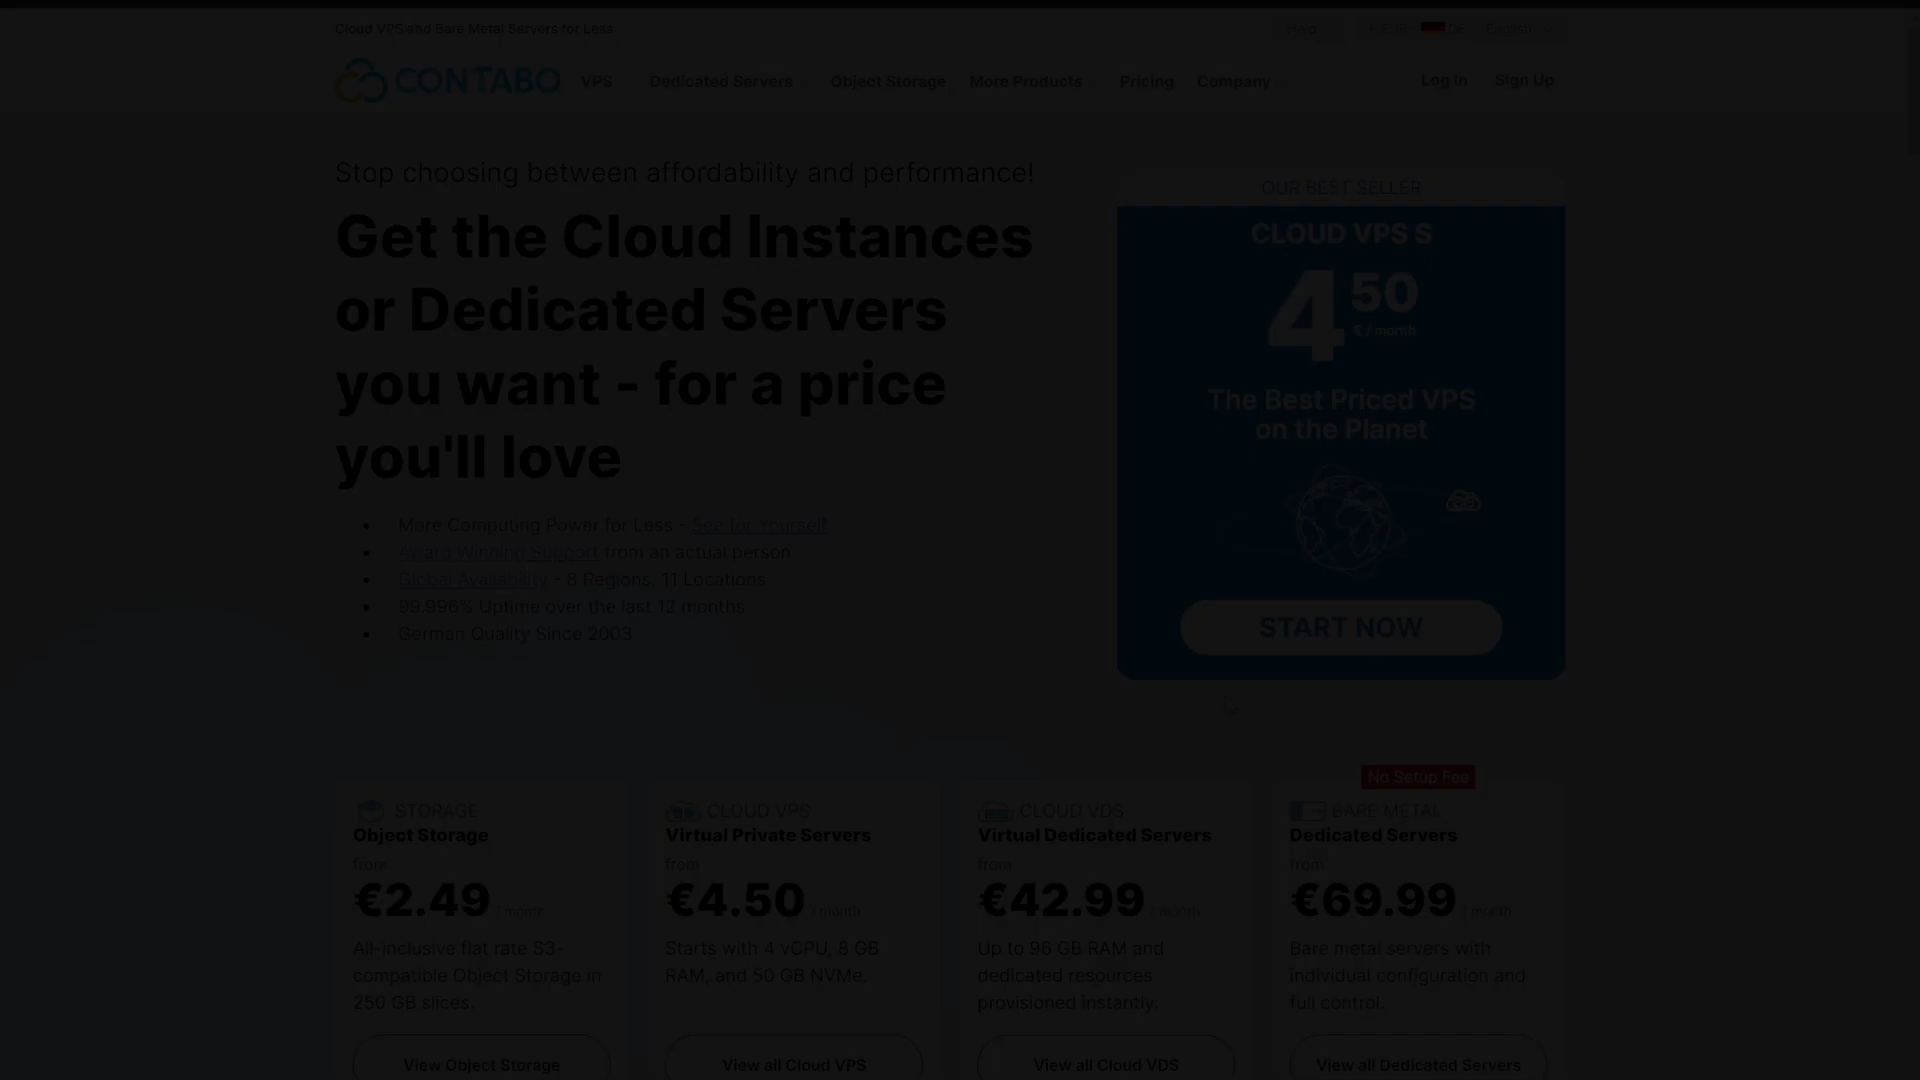 Cloud VPS and Bare Metal Servers for Less
Help
€ EUR
DE
English
CONTABO
VPS
Dedicated Servers
Object Storage
More Products
Pricing
Company
Log In
Sign Up
Stop choosing between affordability and performance!
Get the Cloud Instances
or Dedicated Servers
you want - for a price
you'll love
More Computing Power for Less - See for Yourself
Award Winning Support from an actual person
Global Availability - 8 Regions, 11 Locations
99.996% Uptime over the last 12 months
German Quality Since 2003
OUR BEST SELLER
CLOUD VPS S
4 50
€ / month
The Best Priced VPS
on the Planet
START NOW
STORAGE
Object Storage
from
€2.49 / month
All-inclusive flat rate S3-
compatible Object Storage in
250 GB slices.
View Object Storage
CLOUD VPS
Virtual Private Servers
from
€4.50 / month
Starts with 4 vCPU, 8 GB
RAM, and 50 GB NVMe.
View all Cloud VPS
CLOUD VDS
Virtual Dedicated Servers
from
€42.99 / month
Up to 96 GB RAM and
dedicated resources
provisioned instantly.
View all Cloud VDS
No Setup Fee
BARE METAL
Dedicated Servers
from
€69.99 / month
Bare metal servers with
individual configuration and
full control.
View all Dedicated Servers